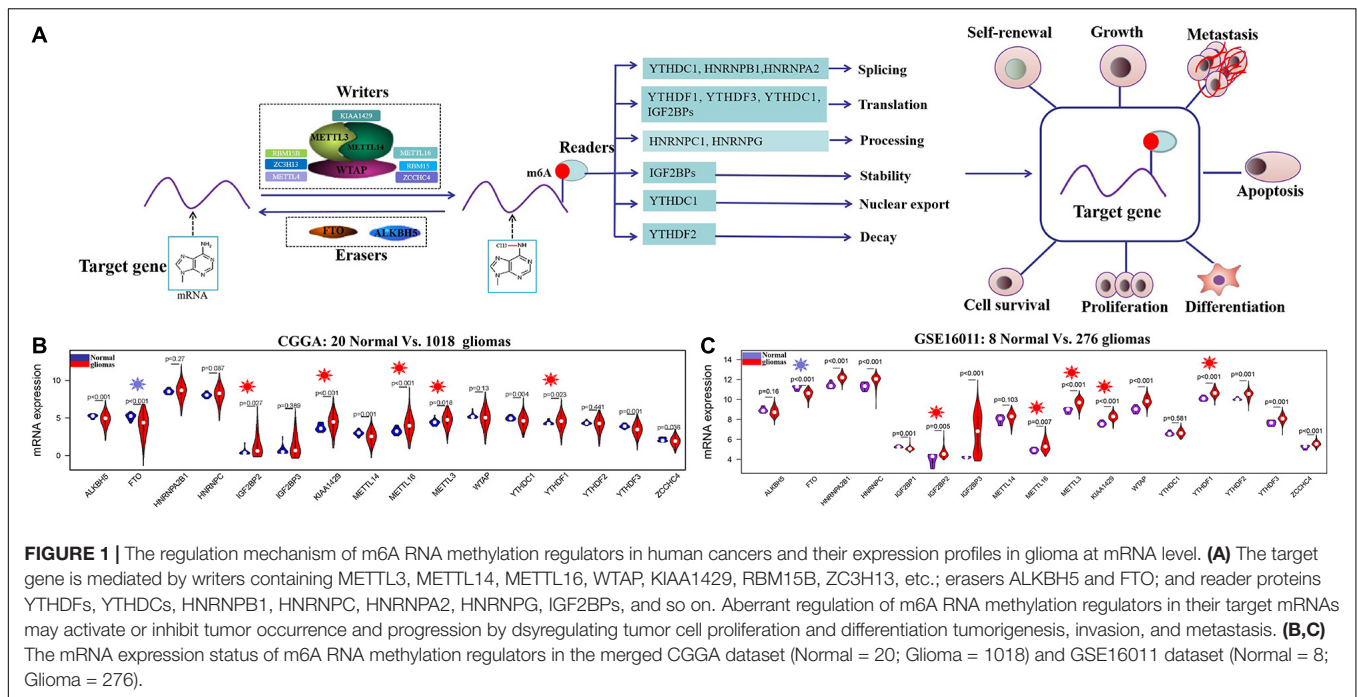 A
Self-renewal
Growth
Metastasis
Writers
KIAA1429
METTL3
METTL14
RBM15B
METTL16
ZC3H13
WTAP
RBM15
METTL4
ZCCHC4
FTO
ALKBH5
Erasers
Target gene
NH₂
N
mRNA
NH
m6A
Readers
YTHDC1, HNRNPB1,HNRNPA2
Splicing
YTHDF1, YTHDF3, YTHDC1,
IGF2BPs
Translation
HNRNPC1, HNRNPG
Processing
IGF2BPs
Stability
YTHDC1
Nuclear export
YTHDF2
Decay
Target gene
Apoptosis
Cell survival
Proliferation
Differentiation
B
CGGA: 20 Normal Vs. 1018 gliomas
Normal
gliomas
mRNA expression
10
5
0
p=0.001
p=0.001
p=0.27
p=0.087
p=0.389
p=0.001
p=0.001
p<0.001
p=0.018
p=0.13
p=0.004
p=0.023
p=0.441
p=0.001
p=0.036
ALKBH5
FTO
HNRNPA2B1
HNRNPC
IGF2BP2
IGF2BP3
KIAA1429
METTL14
METTL16
METTL3
WTAP
YTHDC1
YTHDF1
YTHDF2
YTHDF3
ZCCHC4
C
GSE16011: 8 Normal Vs. 276 gliomas
Normal
gliomas
mRNA expression
14
12
10
8
6
4
p=0.16
p<0.001
p<0.001
p<0.001
p=0.001
p=0.005
p<0.001
p=0.103
p=0.007
p<0.001
p<0.001
p<0.001
p=0.581
p<0.001
p<0.001
p=0.001
p<0.001
ALKBH5
FTO
HNRNPA2B1
HNRNPC
IGF2BP1
IGF2BP2
IGF2BP3
METTL14
METTL16
METTL3
KIAA1429
WTAP
YTHDC1
YTHDF1
YTHDF2
YTHDF3
ZCCHC4
FIGURE 1 | The regulation mechanism of m6A RNA methylation regulators in human cancers and their expression profiles in glioma at mRNA level. (A) The target
gene is mediated by writers containing METTL3, METTL14, METTL16, WTAP, KIAA1429, RBM15B, ZC3H13, etc.; erasers ALKBH5 and FTO; and reader proteins
YTHDFs, YTHDCs, HNRNPB1, HNRNPC, HNRNPA2, HNRNPG, IGF2BPs, and so on. Aberrant regulation of m6A RNA methylation regulators in their target mRNAs
may activate or inhibit tumor occurrence and progression by dsyregulating tumor cell proliferation and differentiation tumorigenesis, invasion, and metastasis. (B,C)
The mRNA expression status of m6A RNA methylation regulators in the merged CGGA dataset (Normal = 20; Glioma = 1018) and GSE16011 dataset (Normal = 8;
Glioma = 276).